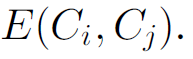 E(C_i, C_j).